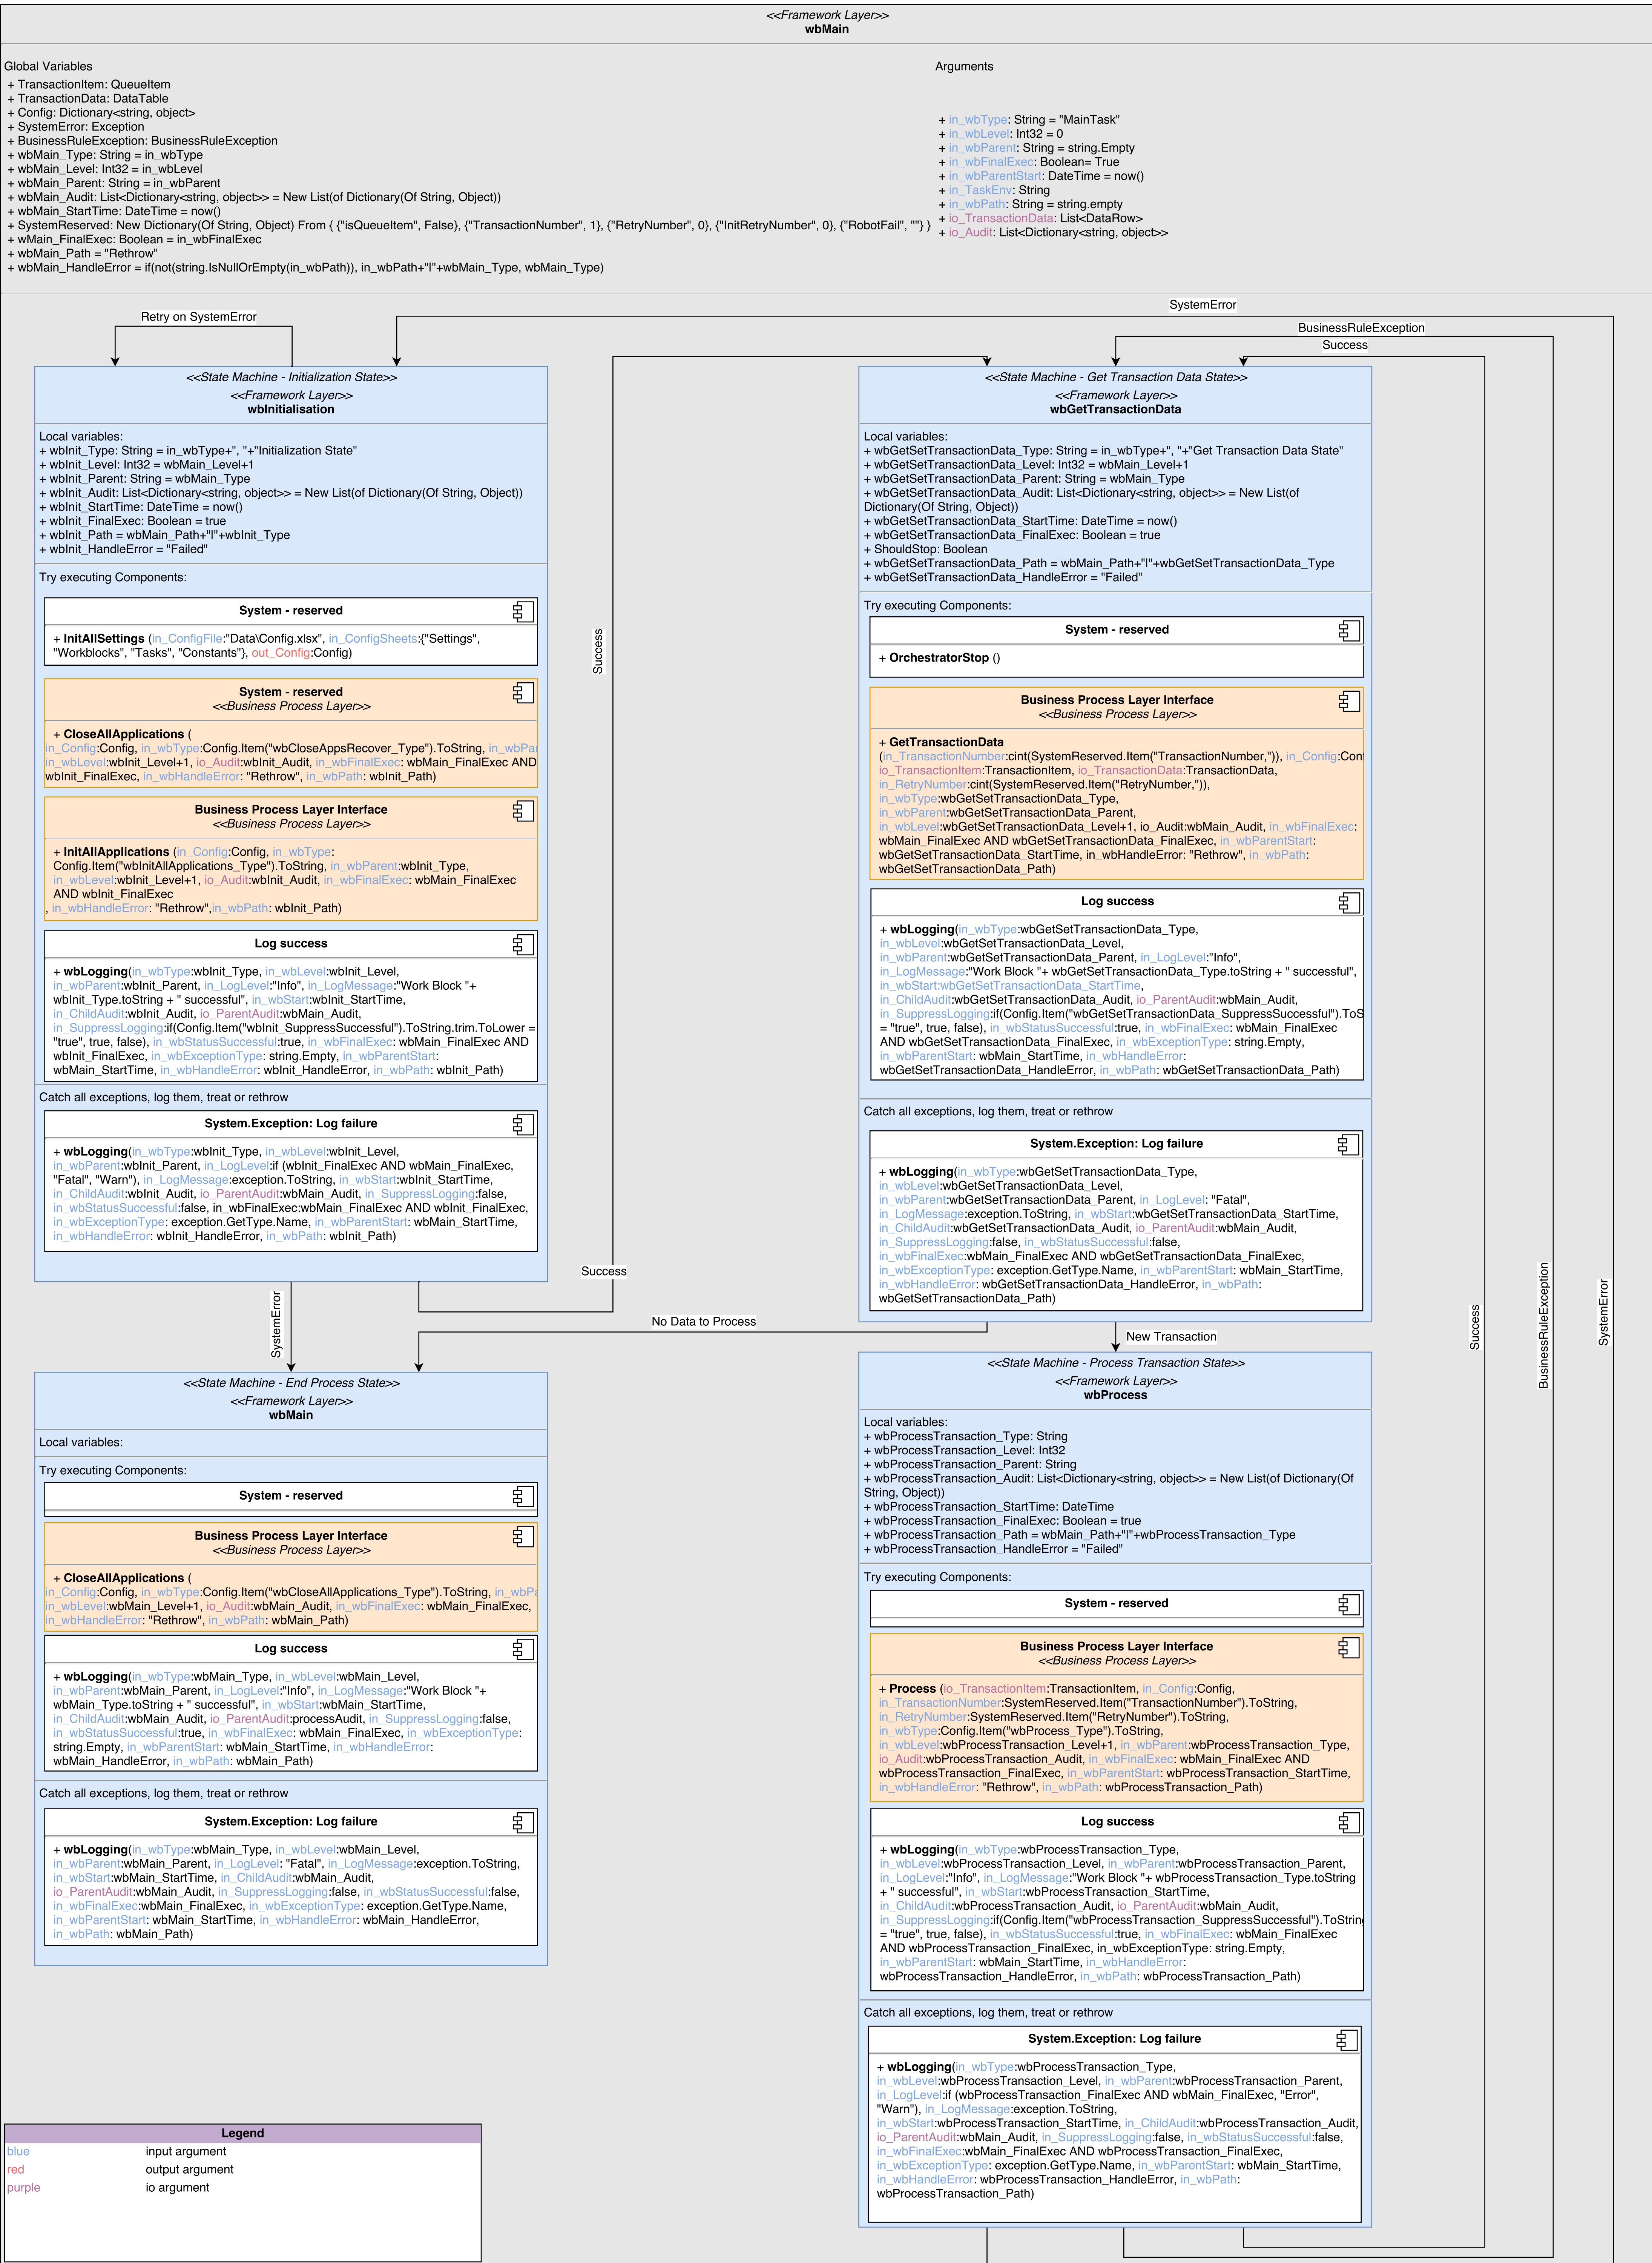 <<Framework Layer>>
wbMain
Global Variables
+ TransactionItem: QueueItem
+ TransactionData: DataTable
+ Config: Dictionary<string, object>
+ SystemError: Exception
+ BusinessRuleException: BusinessRuleException
+ wbMain_Type: String = in_wbType
+ wbMain_Level: Int32 = in_wbLevel
+ wbMain_Parent: String = in_wbParent
+ wbMain_Audit: List<Dictionary<string, object>> = New List(of Dictionary(Of String, Object))
+ wbMain_StartTime: DateTime = now()
+ SystemReserved: New Dictionary(Of String, Object) From { {"isQueueItem", False}, {"TransactionNumber", 1}, {"RetryNumber", 0}, {"InitRetryNumber", 0}, {"RobotFail", ""} }
+ wMain_FinalExec: Boolean = in_wbFinalExec
+ wbMain_Path = "Rethrow"
+ wbMain_HandleError = if(not(string.IsNullOrEmpty(in_wbPath)), in_wbPath+"|"+wbMain_Type, wbMain_Type)
Arguments
+ in_wbType: String = "MainTask"
+ in_wbLevel: Int32 = 0
+ in_wbParent: String = string.Empty
+ in_wbFinalExec: Boolean= True
+ in_wbParentStart: DateTime = now()
+ in_TaskEnv: String
+ in_wbPath: String = string.empty
+ io_TransactionData: List<DataRow>
+ io_Audit: List<Dictionary<string, object>>
Retry on SystemError
SystemError
BusinessRuleException
Success
<<State Machine - Initialization State>>
<<Framework Layer>>
wbInitialisation
Local variables:
+ wbInit_Type: String = in_wbType+", "+"Initialization State"
+ wbInit_Level: Int32 = wbMain_Level+1
+ wbInit_Parent: String = wbMain_Type
+ wbInit_Audit: List<Dictionary<string, object>> = New List(of Dictionary(Of String, Object))
+ wbInit_StartTime: DateTime = now()
+ wbInit_FinalExec: Boolean = true
+ wbInit_Path = wbMain_Path+"|"+wbInit_Type
+ wbInit_HandleError = "Failed"
Try executing Components:
System - reserved
+ InitAllSettings (in_ConfigFile:"Data\Config.xlsx", in_ConfigSheets:{"Settings",
"Workblocks", "Tasks", "Constants"}, out_Config:Config)
System - reserved
<<Business Process Layer>>
+ CloseAllApplications (
in_Config:Config, in_wbType:Config.Item("wbCloseAppsRecover_Type").ToString, in_wbPa
in_wbLevel:wbInit_Level+1, io_Audit:wbInit_Audit, in_wbFinalExec: wbMain_FinalExec AND
wbInit_FinalExec, in_wbHandleError: "Rethrow", in_wbPath: wbInit_Path)
Business Process Layer Interface
<<Business Process Layer>>
+ InitAllApplications (in_Config:Config, in_wbType:
Config.Item("wbInitAllApplications_Type").ToString, in_wbParent:wbInit_Type,
in_wbLevel:wbInit_Level+1, io_Audit:wbInit_Audit, in_wbFinalExec: wbMain_FinalExec
AND wbInit_FinalExec
, in_wbHandleError: "Rethrow",in_wbPath: wbInit_Path)
Log success
+ wbLogging(in_wbType:wbInit_Type, in_wbLevel:wbInit_Level,
in_wbParent:wbInit_Parent, in_LogLevel:"Info", in_LogMessage:"Work Block "+
wbInit_Type.toString + " successful", in_wbStart:wbInit_StartTime,
in_ChildAudit:wbInit_Audit, io_ParentAudit:wbMain_Audit,
in_SuppressLogging:if(Config.Item("wbInit_SuppressSuccessful").ToString.trim.ToLower =
"true", true, false), in_wbStatusSuccessful:true, in_wbFinalExec: wbMain_FinalExec AND
wbInit_FinalExec, in_wbExceptionType: string.Empty, in_wbParentStart:
wbMain_StartTime, in_wbHandleError: wbInit_HandleError, in_wbPath: wbInit_Path)
Catch all exceptions, log them, treat or rethrow
System.Exception: Log failure
+ wbLogging(in_wbType:wbInit_Type, in_wbLevel:wbInit_Level,
in_wbParent:wbInit_Parent, in_LogLevel:if (wbInit_FinalExec AND wbMain_FinalExec,
"Fatal", "Warn"), in_LogMessage:exception.ToString, in_wbStart:wbInit_StartTime,
in_ChildAudit:wbInit_Audit, io_ParentAudit:wbMain_Audit, in_SuppressLogging:false,
in_wbStatusSuccessful:false, in_wbFinalExec:wbMain_FinalExec AND wbInit_FinalExec,
in_wbExceptionType: exception.GetType.Name, in_wbParentStart: wbMain_StartTime,
in_wbHandleError: wbInit_HandleError, in_wbPath: wbInit_Path)
Success
Success
SystemError
No Data to Process
<<State Machine - Get Transaction Data State>>
<<Framework Layer>>
wbGetTransactionData
Local variables:
+ wbGetSetTransactionData_Type: String = in_wbType+", "+"Get Transaction Data State"
+ wbGetSetTransactionData_Level: Int32 = wbMain_Level+1
+ wbGetSetTransactionData_Parent: String = wbMain_Type
+ wbGetSetTransactionData_Audit: List<Dictionary<string, object>> = New List(of
Dictionary(Of String, Object))
+ wbGetSetTransactionData_StartTime: DateTime = now()
+ wbGetSetTransactionData_FinalExec: Boolean = true
+ ShouldStop: Boolean
+ wbGetSetTransactionData_Path = wbMain_Path+"|"+wbGetSetTransactionData_Type
+ wbGetSetTransactionData_HandleError = "Failed"
Try executing Components:
System - reserved
+ OrchestratorStop ()
Business Process Layer Interface
<<Business Process Layer>>
+ GetTransactionData
(in_TransactionNumber:cint(SystemReserved.Item("TransactionNumber,")), in_Config:Con
io_TransactionItem:TransactionItem, io_TransactionData:TransactionData,
in_RetryNumber:cint(SystemReserved.Item("RetryNumber,")),
in_wbType:wbGetSetTransactionData_Type,
in_wbParent:wbGetSetTransactionData_Parent,
in_wbLevel:wbGetSetTransactionData_Level+1, io_Audit:wbMain_Audit, in_wbFinalExec:
wbMain_FinalExec AND wbGetSetTransactionData_FinalExec, in_wbParentStart:
wbGetSetTransactionData_StartTime, in_wbHandleError: "Rethrow", in_wbPath:
wbGetSetTransactionData_Path)
Log success
+ wbLogging(in_wbType:wbGetSetTransactionData_Type,
in_wbLevel:wbGetSetTransactionData_Level,
in_wbParent:wbGetSetTransactionData_Parent, in_LogLevel:"Info",
in_LogMessage:"Work Block "+ wbGetSetTransactionData_Type.toString + " successful",
in_wbStart:wbGetSetTransactionData_StartTime,
in_ChildAudit:wbGetSetTransactionData_Audit, io_ParentAudit:wbMain_Audit,
in_SuppressLogging:if(Config.Item("wbGetSetTransactionData_SuppressSuccessful").ToS
= "true", true, false), in_wbStatusSuccessful:true, in_wbFinalExec: wbMain_FinalExec
AND wbGetSetTransactionData_FinalExec, in_wbExceptionType: string.Empty,
in_wbParentStart: wbMain_StartTime, in_wbHandleError:
wbGetSetTransactionData_HandleError, in_wbPath: wbGetSetTransactionData_Path)
Catch all exceptions, log them, treat or rethrow
System.Exception: Log failure
+ wbLogging(in_wbType:wbGetSetTransactionData_Type,
in_wbLevel:wbGetSetTransactionData_Level,
in_wbParent:wbGetSetTransactionData_Parent, in_LogLevel: "Fatal",
in_LogMessage:exception.ToString, in_wbStart:wbGetSetTransactionData_StartTime,
in_ChildAudit:wbGetSetTransactionData_Audit, io_ParentAudit:wbMain_Audit,
in_SuppressLogging:false, in_wbStatusSuccessful:false,
in_wbFinalExec:wbMain_FinalExec AND wbGetSetTransactionData_FinalExec,
in_wbExceptionType: exception.GetType.Name, in_wbParentStart: wbMain_StartTime,
in_wbHandleError: wbGetSetTransactionData_HandleError, in_wbPath:
wbGetSetTransactionData_Path)
New Transaction
Success
BusinessRuleException
SystemError
<<State Machine - End Process State>>
<<Framework Layer>>
wbMain
Local variables:
Try executing Components:
System - reserved
Business Process Layer Interface
<<Business Process Layer>>
+ CloseAllApplications (
in_Config:Config, in_wbType:Config.Item("wbCloseAllApplications_Type").ToString, in_wbPa
in_wbLevel:wbMain_Level+1, io_Audit:wbMain_Audit, in_wbFinalExec: wbMain_FinalExec,
in_wbHandleError: "Rethrow", in_wbPath: wbMain_Path)
Log success
+ wbLogging(in_wbType:wbMain_Type, in_wbLevel:wbMain_Level,
in_wbParent:wbMain_Parent, in_LogLevel:"Info", in_LogMessage:"Work Block "+
wbMain_Type.toString + " successful", in_wbStart:wbMain_StartTime,
in_ChildAudit:wbMain_Audit, io_ParentAudit:processAudit, in_SuppressLogging:false,
in_wbStatusSuccessful:true, in_wbFinalExec: wbMain_FinalExec, in_wbExceptionType:
string.Empty, in_wbParentStart: wbMain_StartTime, in_wbHandleError:
wbMain_HandleError, in_wbPath: wbMain_Path)
Catch all exceptions, log them, treat or rethrow
System.Exception: Log failure
+ wbLogging(in_wbType:wbMain_Type, in_wbLevel:wbMain_Level,
in_wbParent:wbMain_Parent, in_LogLevel: "Fatal", in_LogMessage:exception.ToString,
in_wbStart:wbMain_StartTime, in_ChildAudit:wbMain_Audit,
io_ParentAudit:wbMain_Audit, in_SuppressLogging:false, in_wbStatusSuccessful:false,
in_wbFinalExec:wbMain_FinalExec, in_wbExceptionType: exception.GetType.Name,
in_wbParentStart: wbMain_StartTime, in_wbHandleError: wbMain_HandleError,
in_wbPath: wbMain_Path)
<<State Machine - Process Transaction State>>
<<Framework Layer>>
wbProcess
Local variables:
+ wbProcessTransaction_Type: String
+ wbProcessTransaction_Level: Int32
+ wbProcessTransaction_Parent: String
+ wbProcessTransaction_Audit: List<Dictionary<string, object>> = New List(of Dictionary(Of
String, Object))
+ wbProcessTransaction_StartTime: DateTime
+ wbProcessTransaction_FinalExec: Boolean = true
+ wbProcessTransaction_Path = wbMain_Path+"|"+wbProcessTransaction_Type
+ wbProcessTransaction_HandleError = "Failed"
Try executing Components:
System - reserved
Business Process Layer Interface
<<Business Process Layer>>
+ Process (io_TransactionItem:TransactionItem, in_Config:Config,
in_TransactionNumber:SystemReserved.Item("TransactionNumber").ToString,
in_RetryNumber:SystemReserved.Item("RetryNumber").ToString,
in_wbType:Config.Item("wbProcess_Type").ToString,
in_wbLevel:wbProcessTransaction_Level+1, in_wbParent:wbProcessTransaction_Type,
io_Audit:wbProcessTransaction_Audit, in_wbFinalExec: wbMain_FinalExec AND
wbProcessTransaction_FinalExec, in_wbParentStart: wbProcessTransaction_StartTime,
in_wbHandleError: "Rethrow", in_wbPath: wbProcessTransaction_Path)
Log success
+ wbLogging(in_wbType:wbProcessTransaction_Type,
in_wbLevel:wbProcessTransaction_Level, in_wbParent:wbProcessTransaction_Parent,
in_LogLevel:"Info", in_LogMessage:"Work Block "+ wbProcessTransaction_Type.toString
+ " successful", in_wbStart:wbProcessTransaction_StartTime,
in_ChildAudit:wbProcessTransaction_Audit, io_ParentAudit:wbMain_Audit,
in_SuppressLogging:if(Config.Item("wbProcessTransaction_SuppressSuccessful").ToString
= "true", true, false), in_wbStatusSuccessful:true, in_wbFinalExec: wbMain_FinalExec
AND wbProcessTransaction_FinalExec, in_wbExceptionType: string.Empty,
in_wbParentStart: wbMain_StartTime, in_wbHandleError:
wbProcessTransaction_HandleError, in_wbPath: wbProcessTransaction_Path)
Catch all exceptions, log them, treat or rethrow
System.Exception: Log failure
+ wbLogging(in_wbType:wbProcessTransaction_Type,
in_wbLevel:wbProcessTransaction_Level, in_wbParent:wbProcessTransaction_Parent,
in_LogLevel:if (wbProcessTransaction_FinalExec AND wbMain_FinalExec, "Error",
"Warn"), in_LogMessage:exception.ToString,
in_wbStart:wbProcessTransaction_StartTime, in_ChildAudit:wbProcessTransaction_Audit,
io_ParentAudit:wbMain_Audit, in_SuppressLogging:false, in_wbStatusSuccessful:false,
in_wbFinalExec:wbMain_FinalExec AND wbProcessTransaction_FinalExec,
in_wbExceptionType: exception.GetType.Name, in_wbParentStart: wbMain_StartTime,
in_wbHandleError: wbProcessTransaction_HandleError, in_wbPath:
wbProcessTransaction_Path)
Legend
blue input argument
red output argument
purple io argument